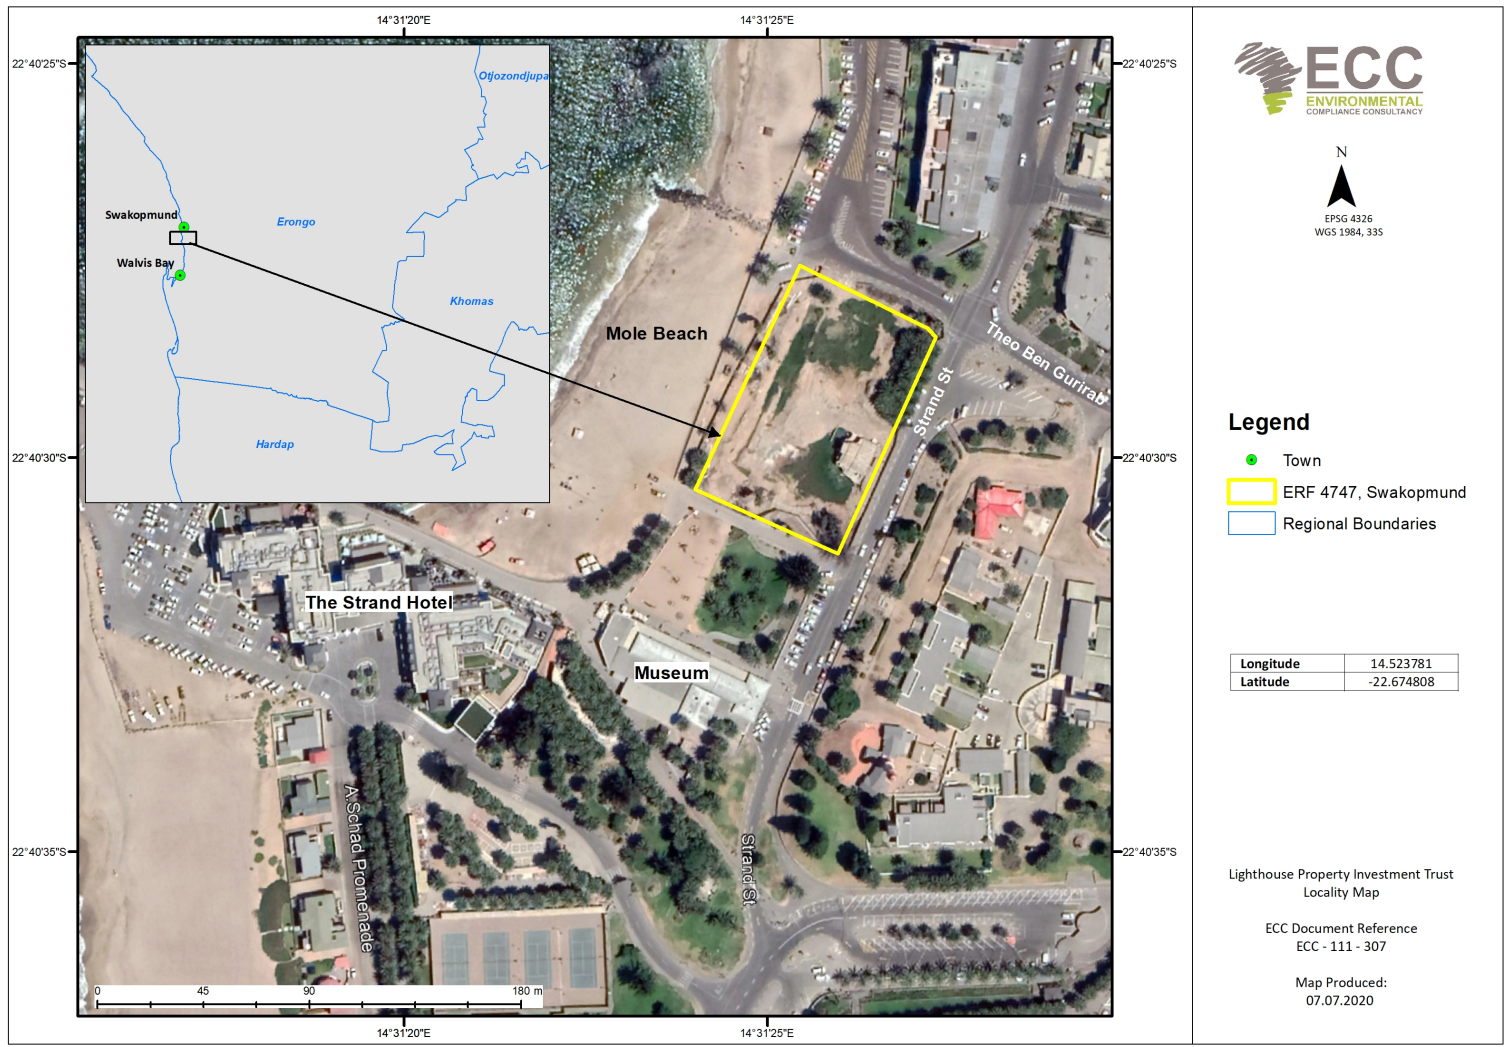 14°31'20"E
14°31'25"E
22°40'25"S
22°40'25"S
Otjozondjupa
Swakopmund
Erongo
Walvis Bay
Khomas
Hardap
Mole Beach
Theo Ben Gurirab
Strand St
22°40'30"S
22°40'30"S
The Strand Hotel
Museum
A.Schad Promenade
Strand St
22°40'35"S
22°40'35"S
0 45 90 180 m
14°31'20"E
14°31'25"E
ECC
ENVIRONMENTAL
COMPLIANCE CONSULTANCY
N
EPSG 4326
WGS 1984, 33S
Legend
Town
ERF 4747, Swakopmund
Regional Boundaries
Longitude 14.523781
Latitude -22.674808
Lighthouse Property Investment Trust
Locality Map
ECC Document Reference
ECC - 111 - 307
Map Produced:
07.07.2020